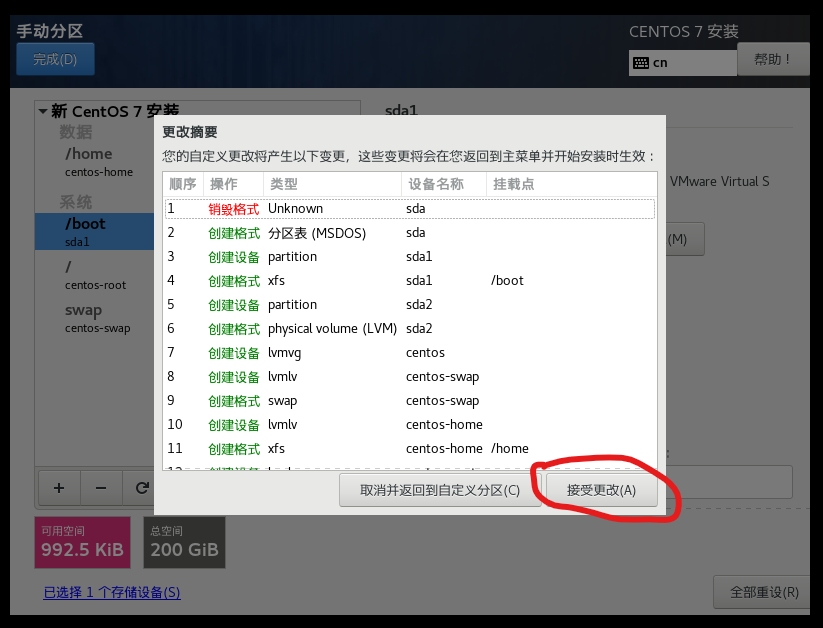 手动分区
CENTOS 7 安装
完成(D)
cn
帮助！
新 CentOS 7 安装
sda1
数据
/home
centos-home
系统
/boot
sda1
/
centos-root
swap
centos-swap
VMware Virtual S
(M)
更改摘要
您的自定义更改将产生以下变更，这些变更将会在您返回到主菜单并开始安装时生效：
顺序 操作 类型 设备名称 挂载点
1 销毁格式 Unknown sda
2 创建格式 分区表 (MSDOS) sda
3 创建设备 partition sda1
4 创建格式 xfs sda1 /boot
5 创建设备 partition sda2
6 创建格式 physical volume (LVM) sda2
7 创建设备 lvmvg centos
8 创建设备 lvmlv centos-swap
9 创建格式 swap centos-swap
10 创建设备 lvmlv centos-home
11 创建格式 xfs centos-home /home
取消并返回到自定义分区(C)
接受更改(A)
+ − C
可用空间
992.5 KiB
总空间
200 GiB
已选择 1 个存储设备(S)
全部重设(R)